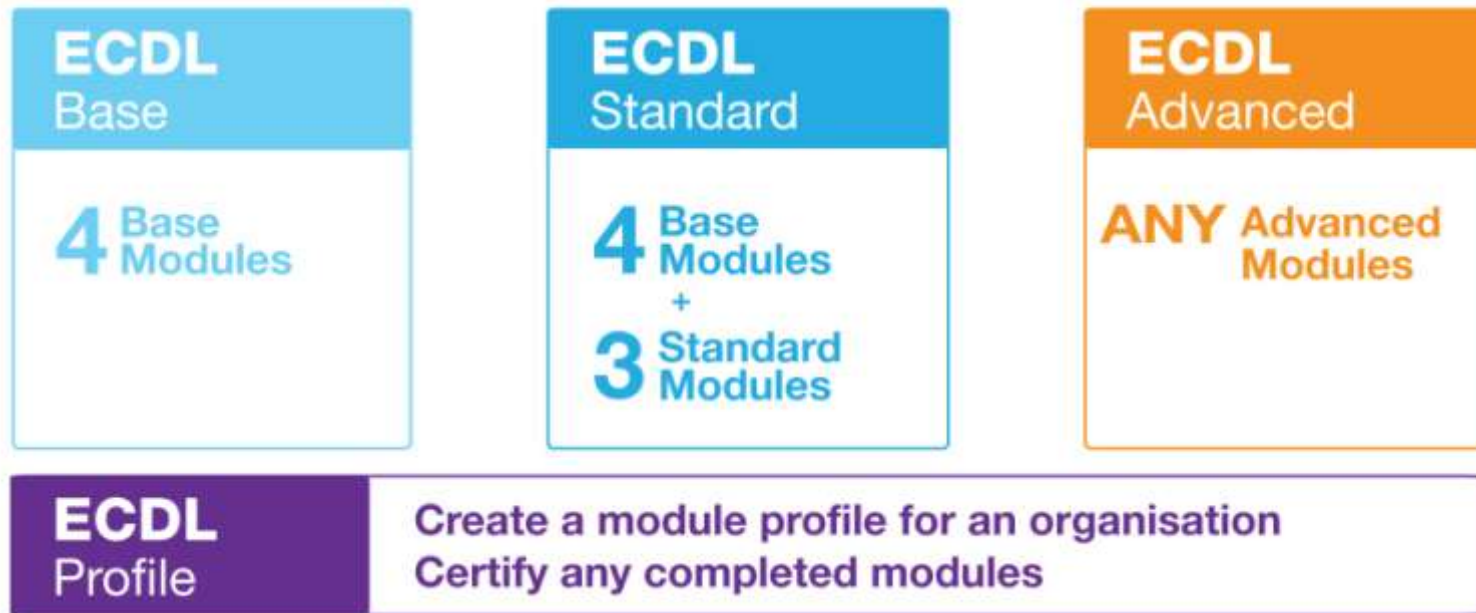 ECDL
Base
4 Base
Modules
ECDL
Standard
4 Base
Modules
+
3 Standard
Modules
ECDL
Advanced
ANY Advanced
Modules
ECDL
Profile
Create a module profile for an organisation
Certify any completed modules